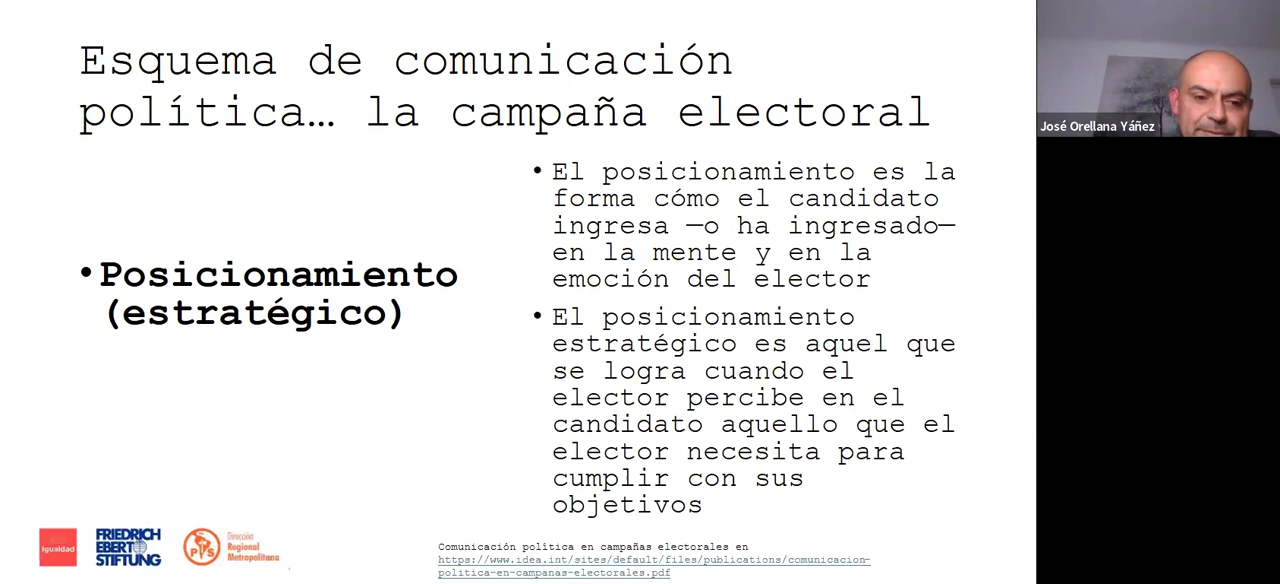 Esquema de comunicación
política… la campaña electoral
• Posicionamiento
(estratégico)
• El posicionamiento es la
forma cómo el candidato
ingresa —o ha ingresado—
en la mente y en la
emoción del elector
• El posicionamiento
estratégico es aquel que
se logra cuando el
elector percibe en el
candidato aquello que el
elector necesita para
cumplir con sus
objetivos
José Orellana Yáñez
Igualdad
FRIEDRICH
EBERT
STIFTUNG
PS
Dirección
Regional
Metropolitana
Comunicación política en campañas electorales en
https://www.idea.int/sites/default/files/publications/comunicacion-
politica-en-campanas-electorales.pdf